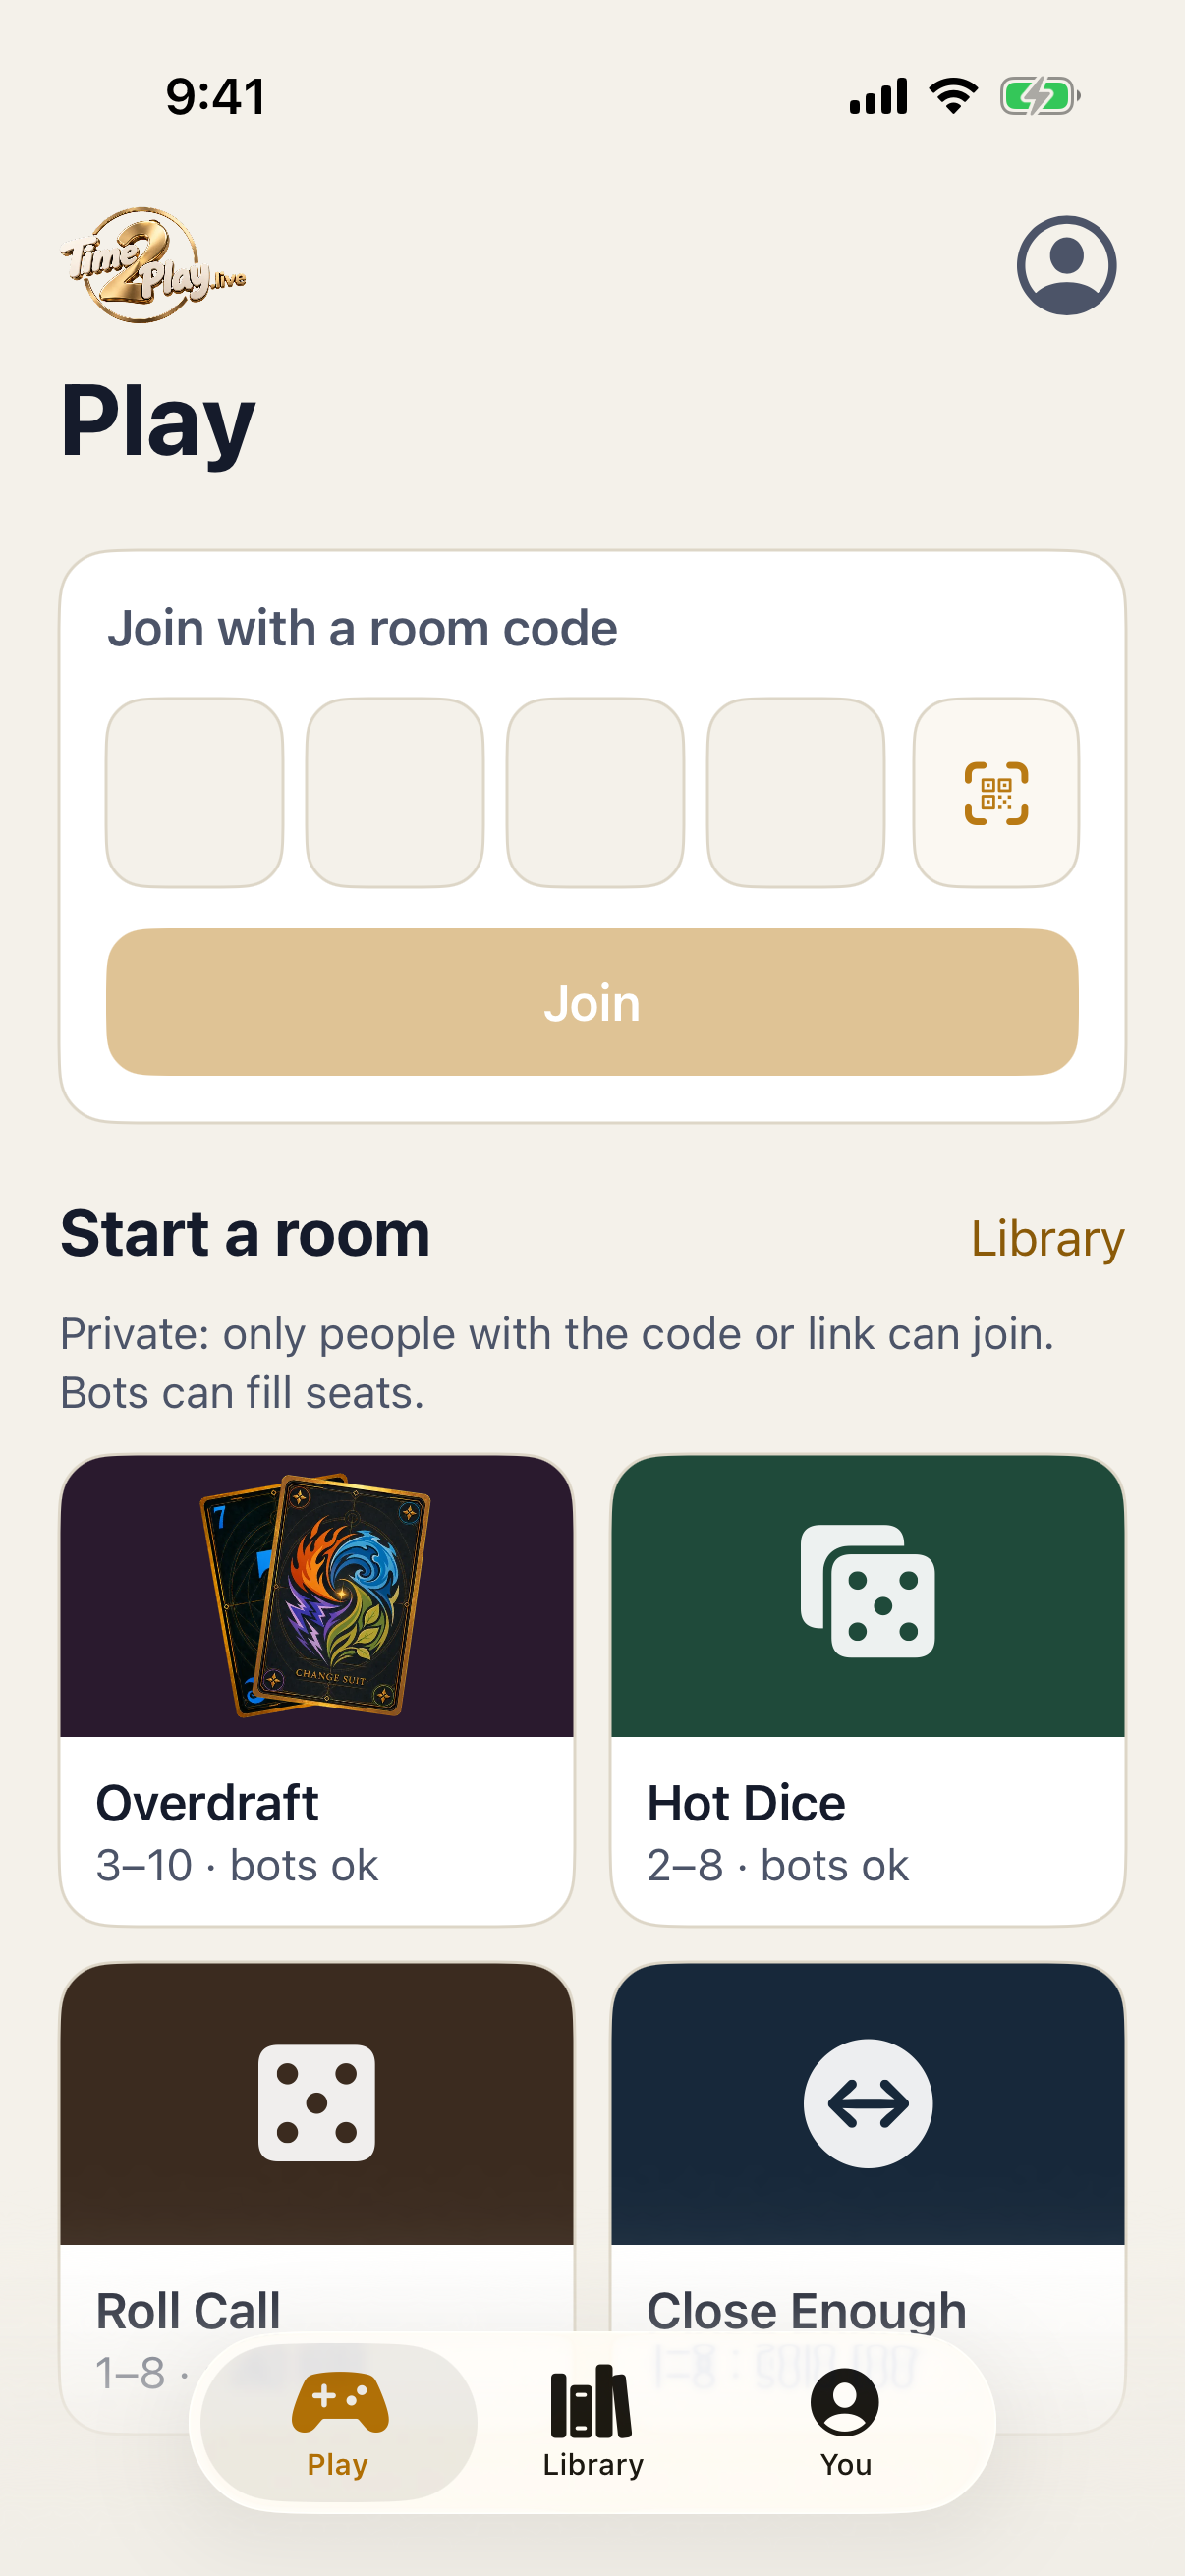 9:41
Time2Play.live
Play
Join with a room code
Join
Start a room
Library
Private: only people with the code or link can join.
Bots can fill seats.
7
CHANGE SUIT
Overdraft
3–10 · bots ok
Hot Dice
2–8 · bots ok
Roll Call
1–8 ·
Close Enough
Play
Library
You